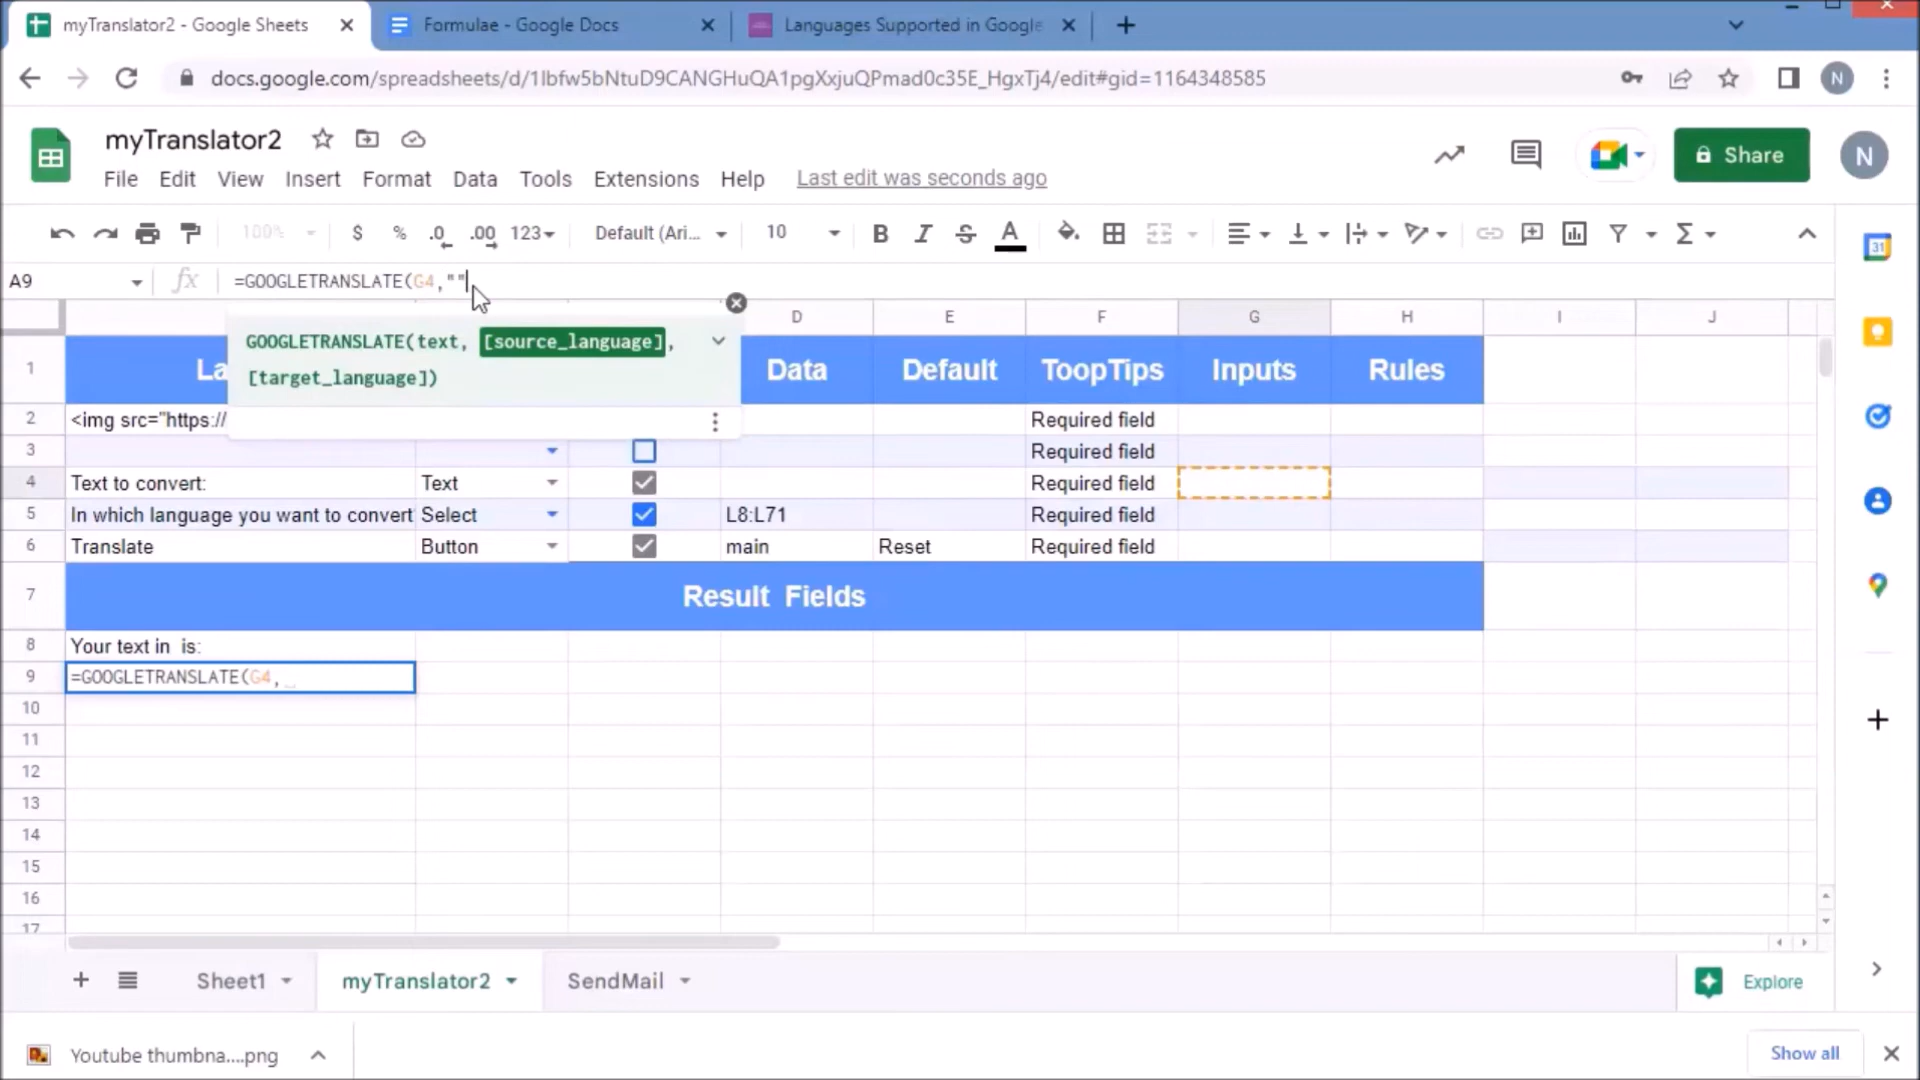 myTranslator2 - Google Sheets
Formulae - Google Docs
Languages Supported in Google
docs.google.com/spreadsheets/d/1Ibfw5bNtuD9CANGHuQA1pgXxjuQPmad0c35E_HgxTj4/edit#gid=1164348585
N
myTranslator2
Share
N
File Edit View Insert Format Data Tools Extensions Help Last edit was seconds ago
100% $ % .0 .00 123 Default (Ari... 10 B I S A Σ
31
A9 fx =GOOGLETRANSLATE(G4,""
GOOGLETRANSLATE(text, [source_language],
[target_language])
D E F G H I J
1 La Data Default ToopTips Inputs Rules
2 <img src="https:// Required field
3 Required field
4 Text to convert: Text Required field
5 In which language you want to convert Select L8:L71 Required field
6 Translate Button main Reset Required field
7 Result Fields
8 Your text in is:
9 =GOOGLETRANSLATE(G4,
10
11
12
13
14
15
16
17
Sheet1 myTranslator2 SendMail Explore
Youtube thumbna....png Show all